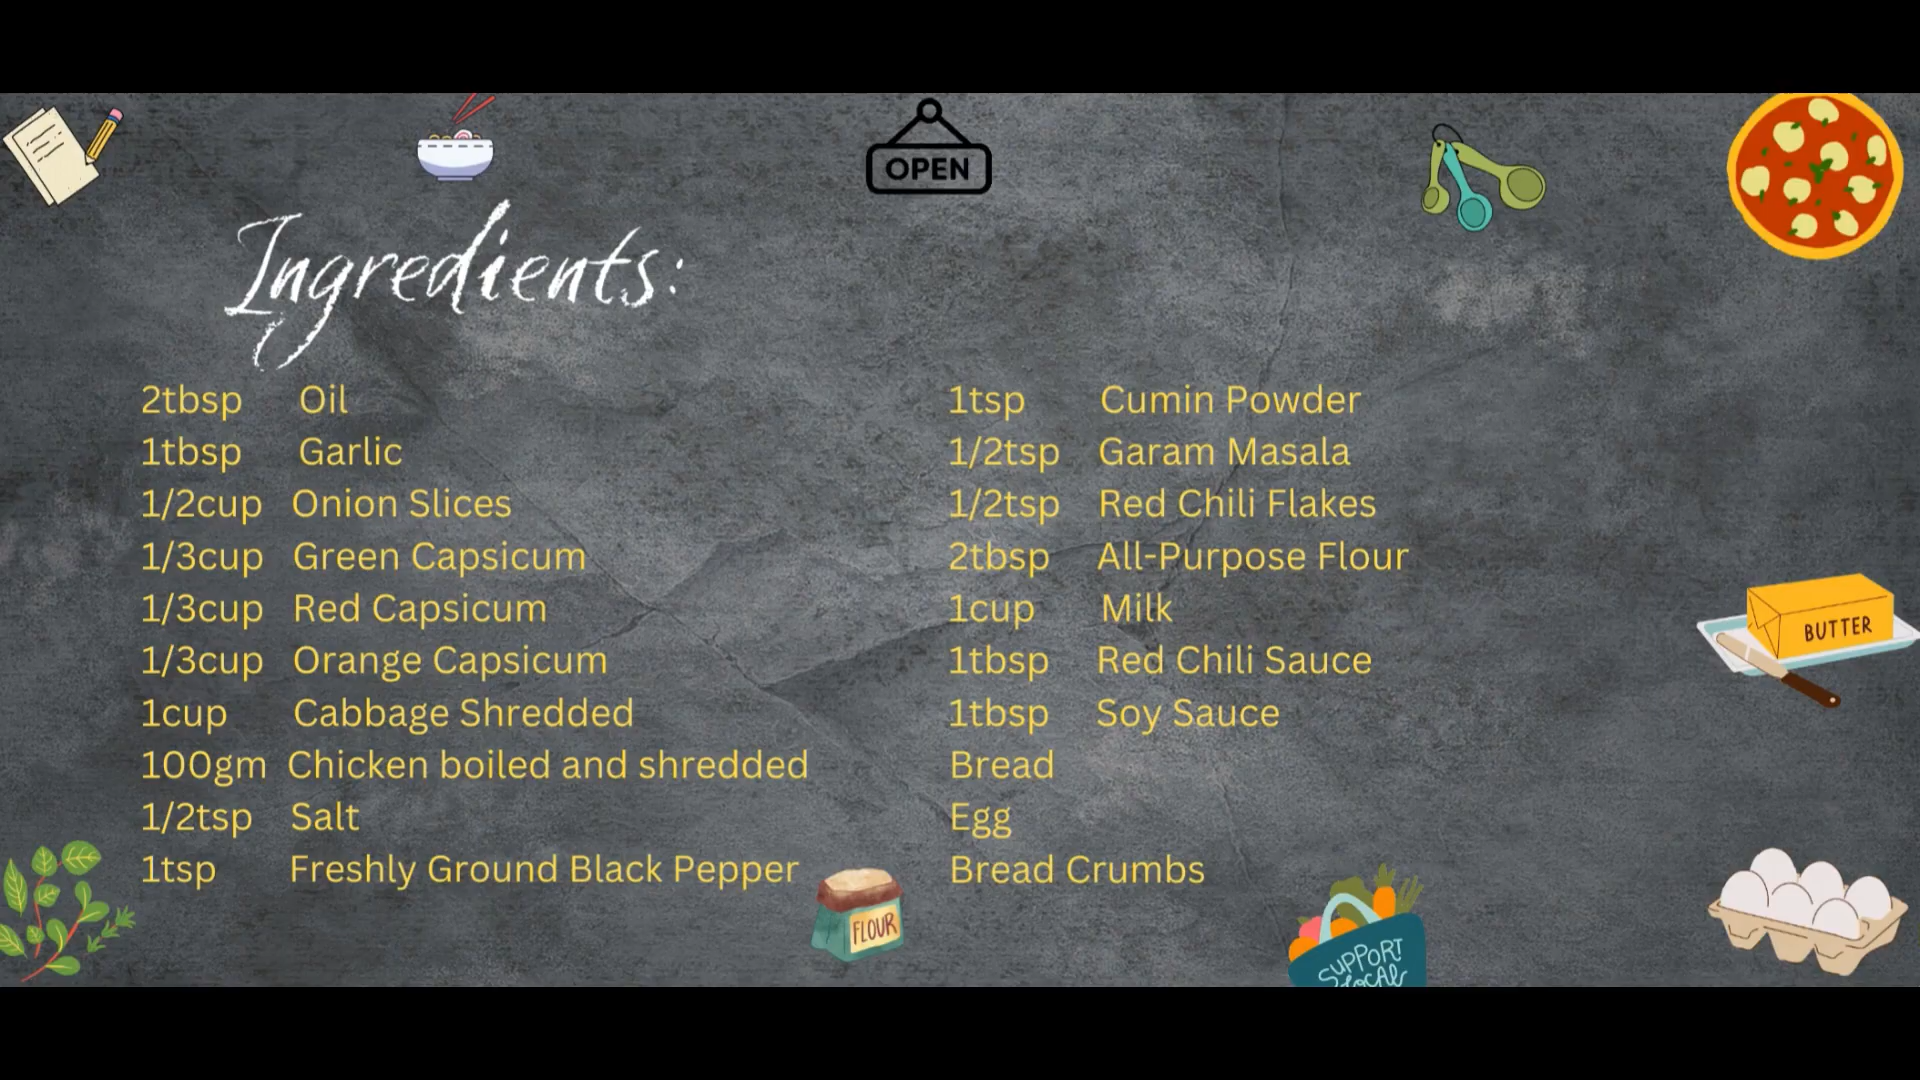 OPEN
Ingredients:
2tbsp Oil
1tbsp Garlic
1/2cup Onion Slices
1/3cup Green Capsicum
1/3cup Red Capsicum
1/3cup Orange Capsicum
1cup Cabbage Shredded
100gm Chicken boiled and shredded
1/2tsp Salt
1tsp Freshly Ground Black Pepper
1tsp Cumin Powder
1/2tsp Garam Masala
1/2tsp Red Chili Flakes
2tbsp All-Purpose Flour
1cup Milk
1tbsp Red Chili Sauce
1tbsp Soy Sauce
Bread
Egg
Bread Crumbs
BUTTER
FLOUR
SUPPORT
LOCAL